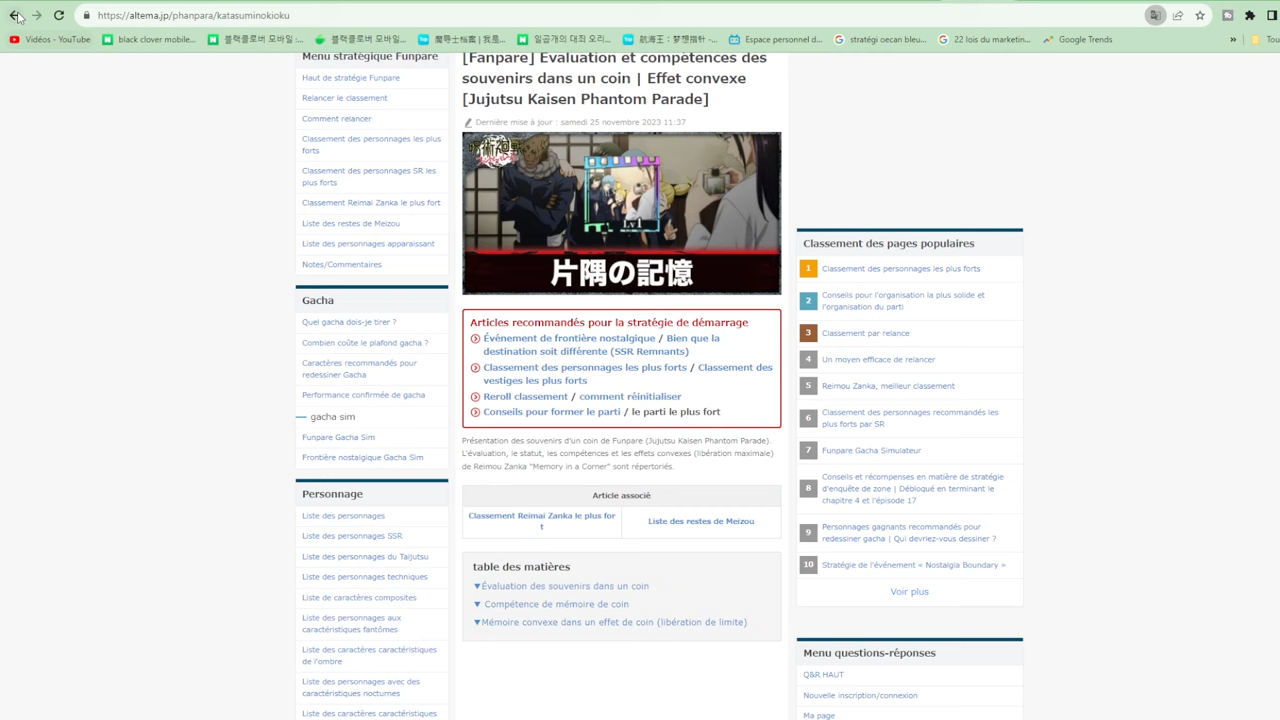 https://altema.jp/phanpara/katasuminokioku
Vidéos - YouTube
black clover mobile...
블랙클로버 모바일 :...
블랙클로버 모바일...
魔导士档案 | 我是...
일곱개의 대죄 오리...
航海王：梦想指针 -...
Espace personnel d...
stratégi oecan bleu...
22 lois du marketin...
Google Trends
»
Tou
Menu stratégique Funpare
Haut de stratégie Funpare
Relancer le classement
Comment relancer
Classement des personnages les plus
forts
Classement des personnages SR les
plus forts
Classement Reimai Zanka le plus fort
Liste des restes de Meizou
Liste des personnages apparaissant
Notes/Commentaires
Gacha
Quel gacha dois-je tirer ?
Combien coûte le plafond gacha ?
Caractères recommandés pour
redessiner Gacha
Performance confirmée de gacha
gacha sim
Funpare Gacha Sim
Frontière nostalgique Gacha Sim
Personnage
Liste des personnages
Liste des personnages SSR
Liste des personnages du Taijutsu
Liste des personnages techniques
Liste de caractères composites
Liste des personnages aux
caractéristiques fantômes
Liste des caractères caractéristiques
de l'ombre
Liste des personnages avec des
caractéristiques nocturnes
Liste des caractères caractéristiques
[Fanpare] Évaluation et compétences des
souvenirs dans un coin | Effet convexe
[Jujutsu Kaisen Phantom Parade]
Dernière mise à jour : samedi 25 novembre 2023 11:37
呪術廻戦
Lv1
片隅の記憶
Articles recommandés pour la stratégie de démarrage
Événement de frontière nostalgique / Bien que la
destination soit différente (SSR Remnants)
Classement des personnages les plus forts / Classement des
vestiges les plus forts
Reroll classement / comment réinitialiser
Conseils pour former le parti / le parti le plus fort
Présentation des souvenirs d'un coin de Funpare (Jujutsu Kaisen Phantom Parade).
L'évaluation, le statut, les compétences et les effets convexes (libération maximale)
de Reimou Zanka "Memory in a Corner" sont répertoriés.
Article associé
Classement Reimai Zanka le plus for
t
Liste des restes de Meizou
table des matières
▼Évaluation des souvenirs dans un coin
▼ Compétence de mémoire de coin
▼Mémoire convexe dans un effet de coin (libération de limite)
Classement des pages populaires
1 Classement des personnages les plus forts
2 Conseils pour l'organisation la plus solide et
l'organisation du parti
3 Classement par relance
4 Un moyen efficace de relancer
5 Reimou Zanka, meilleur classement
6 Classement des personnages recommandés les
plus forts par SR
7 Funpare Gacha Simulateur
8 Conseils et récompenses en matière de stratégie
d'enquête de zone | Débloqué en terminant le
chapitre 4 et l'épisode 17
9 Personnages gagnants recommandés pour
redessiner gacha | Qui devriez-vous dessiner ?
10 Stratégie de l'événement « Nostalgia Boundary »
Voir plus
Menu questions-réponses
Q&R HAUT
Nouvelle inscription/connexion
Ma page